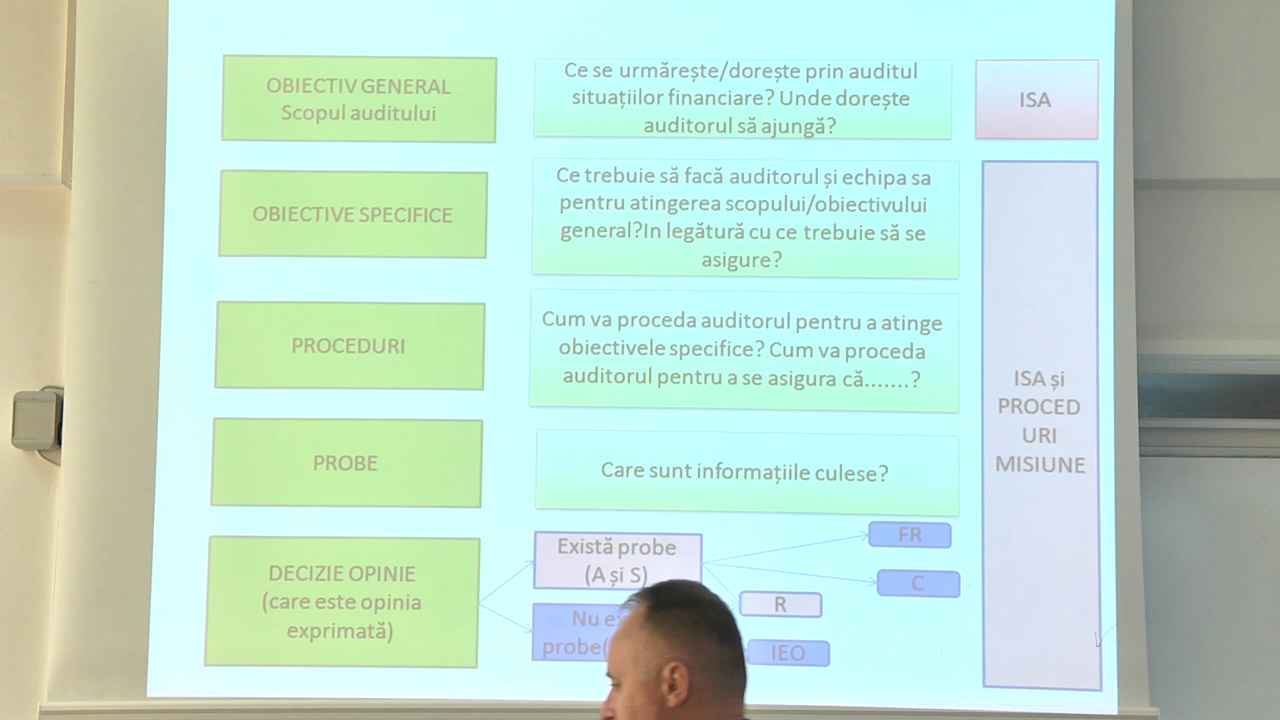 OBIECTIV GENERAL
Scopul auditului
Ce se urmărește/dorește prin auditul
situațiilor financiare? Unde dorește
auditorul să ajungă?
ISA
OBIECTIVE SPECIFICE
Ce trebuie să facă auditorul și echipa sa
pentru atingerea scopului/obiectivului
general?In legătură cu ce trebuie să se
asigure?
PROCEDURI
Cum va proceda auditorul pentru a atinge
obiectivele specifice? Cum va proceda
auditorul pentru a se asigura că.......?
ISA și
PROCED
URI
MISIUNE
PROBE
Care sunt informațiile culese?
DECIZIE OPINIE
(care este opinia
exprimată)
Există probe
(A și S)
Nu
probe(
FR
C
R
IEO